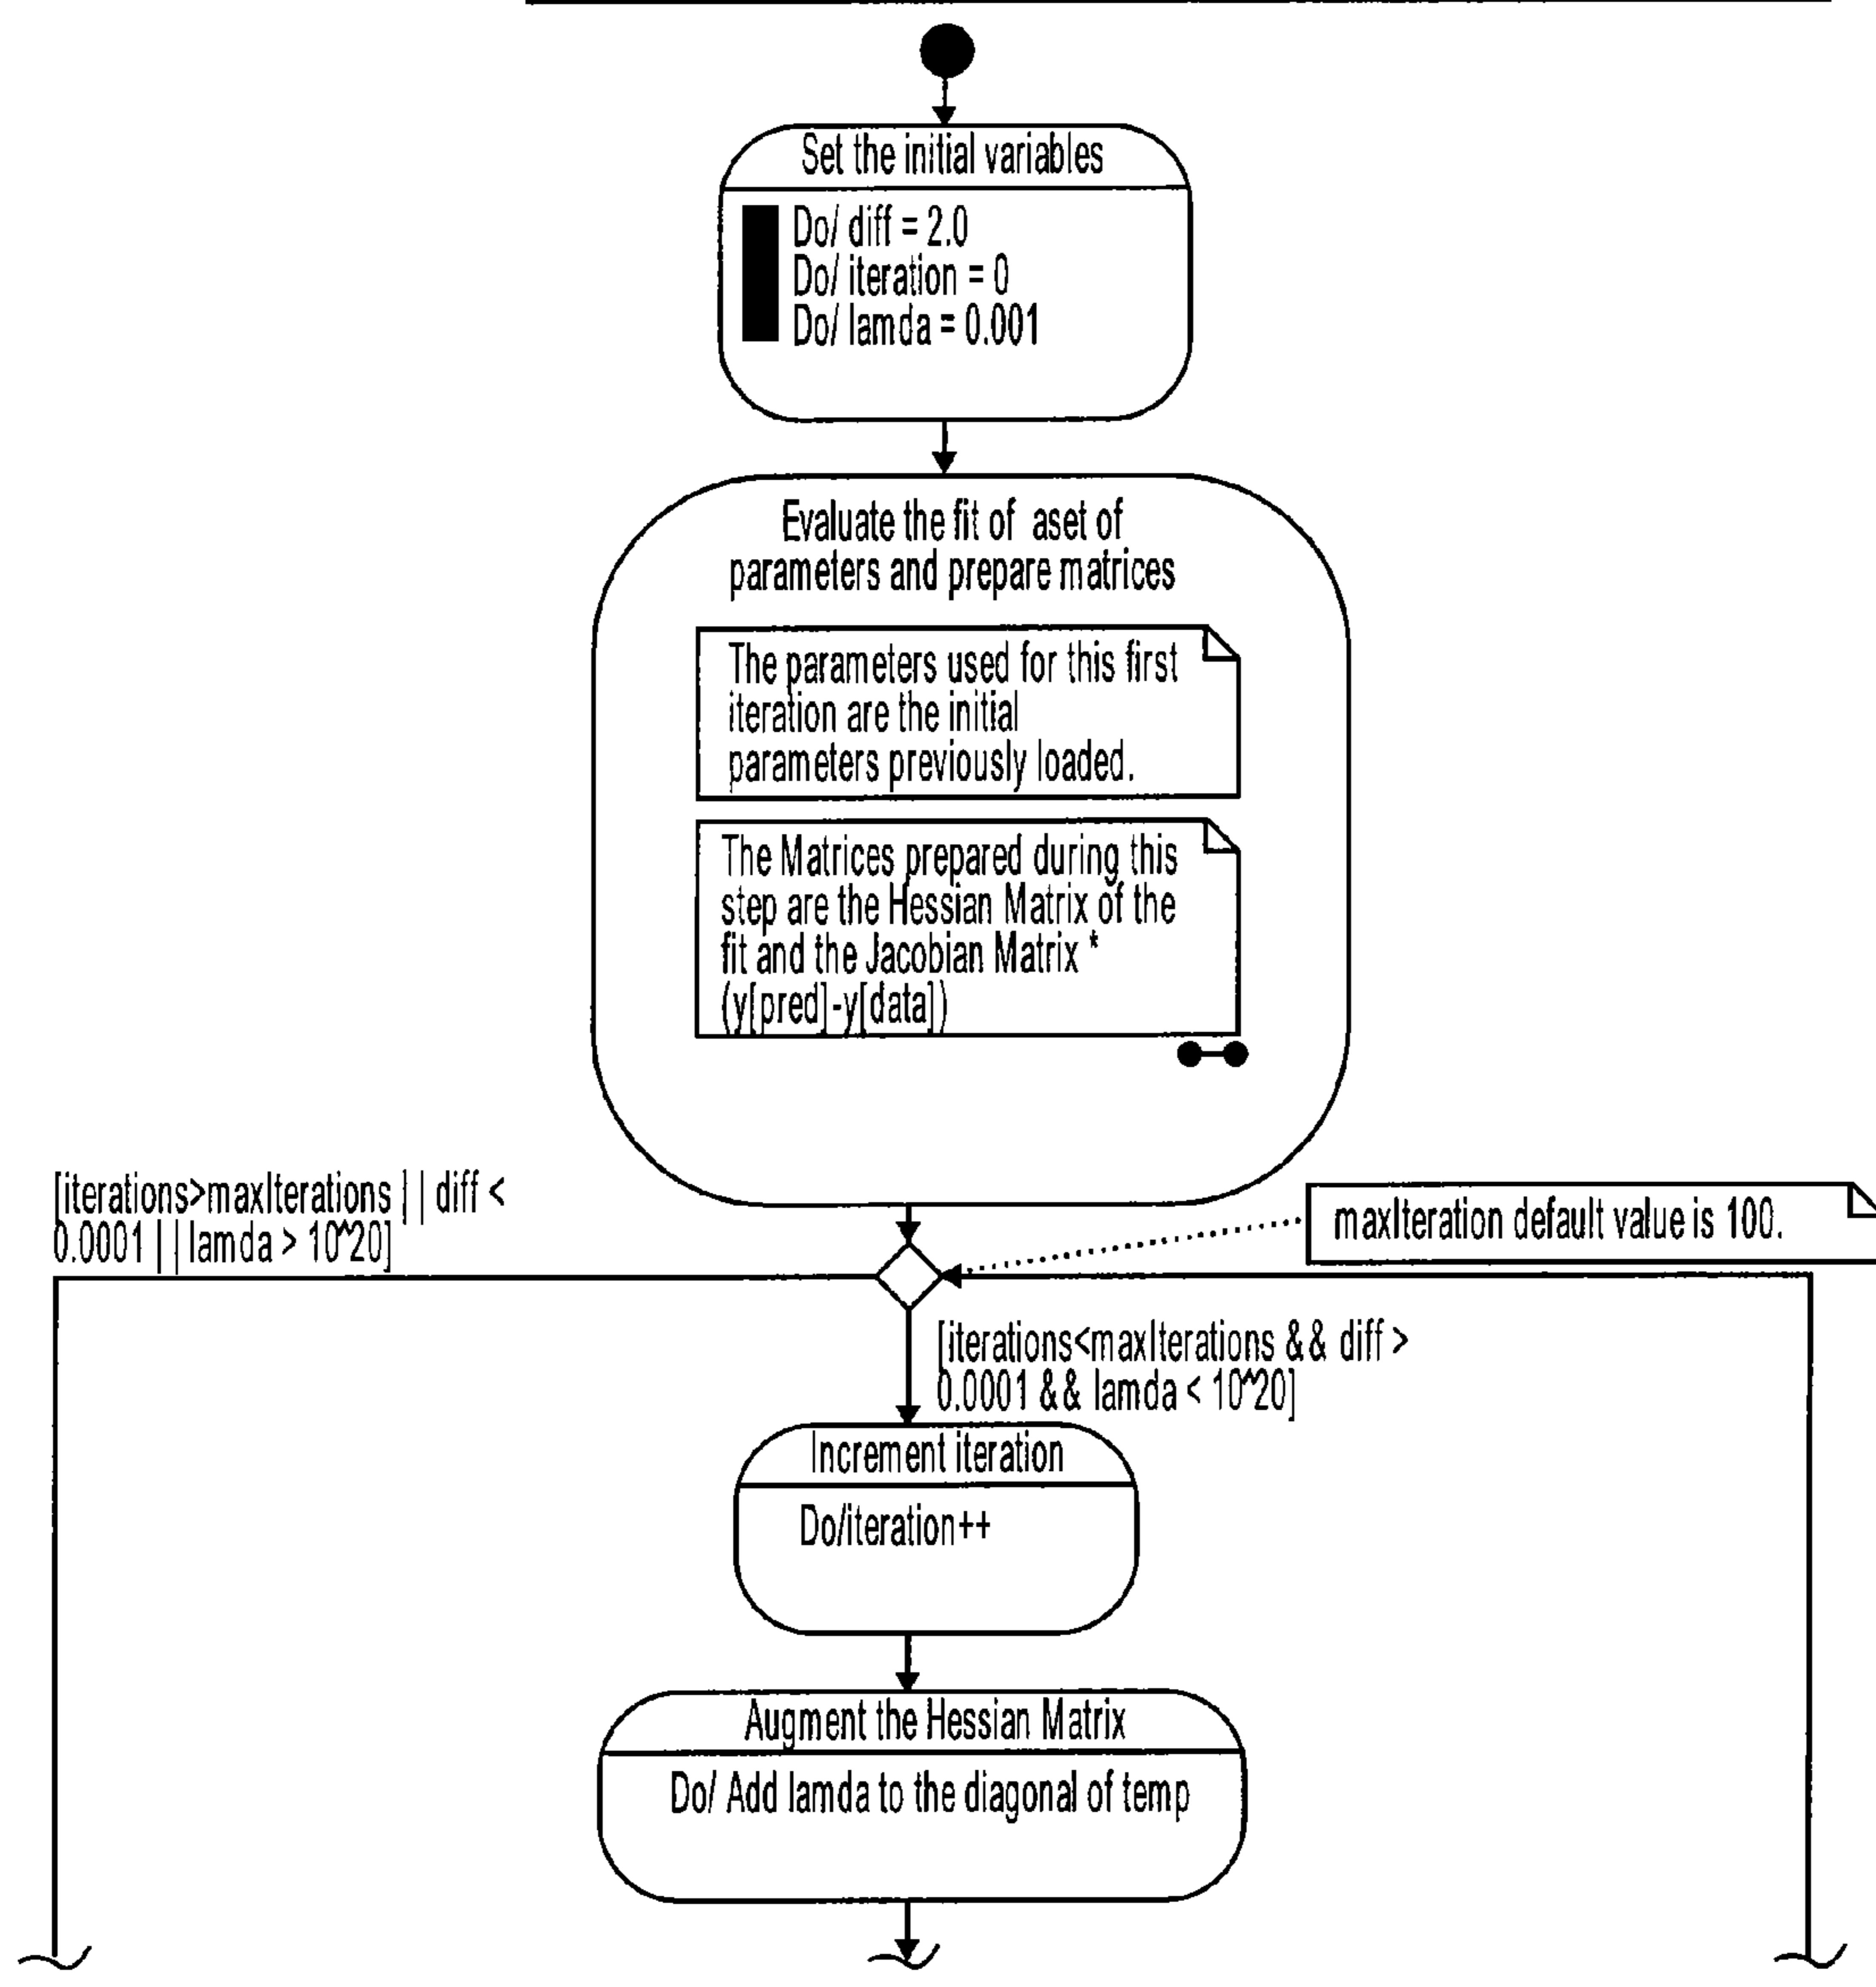 Set the initial variables
Do/ diff = 2.0
Do/ iteration = 0
Do/ lamda = 0.001
Evaluate the fit of aset of
parameters and prepare matrices
The parameters used for this first
iteration are the initial
parameters previously loaded.
The Matrices prepared during this
step are the Hessian Matrix of the
fit and the Jacobian Matrix *
(y[pred]-y[data])
[iterations>maxIterations || diff <
0.0001 || lamda > 10^20]
maxIteration default value is 100.
[iterations<maxIterations && diff >
0.0001 && lamda < 10^20]
Increment iteration
Do/iteration++
Augment the Hessian Matrix
Do/ Add lamda to the diagonal of temp